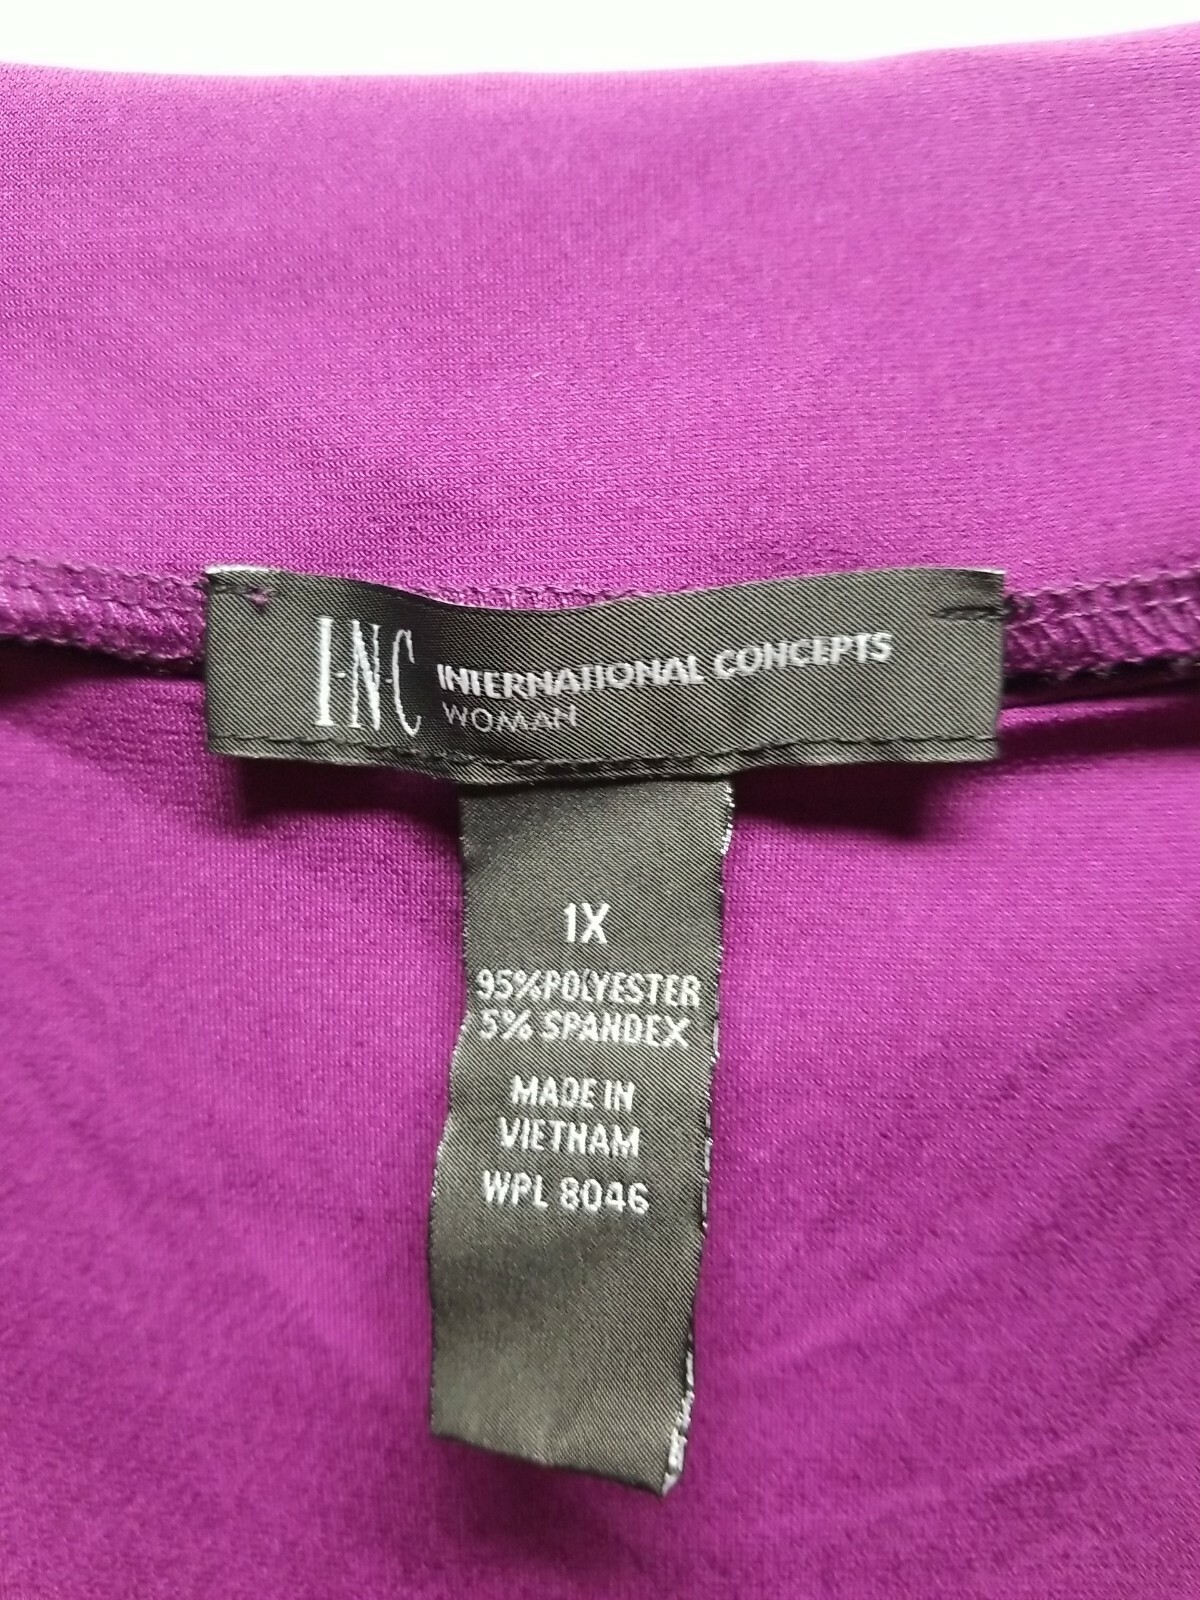 I·N·C INTERNATIONAL CONCEPTS
WOMAN
1X
95%POLYESTER
5% SPANDEX
MADE IN
VIETNAM
WPL 8046